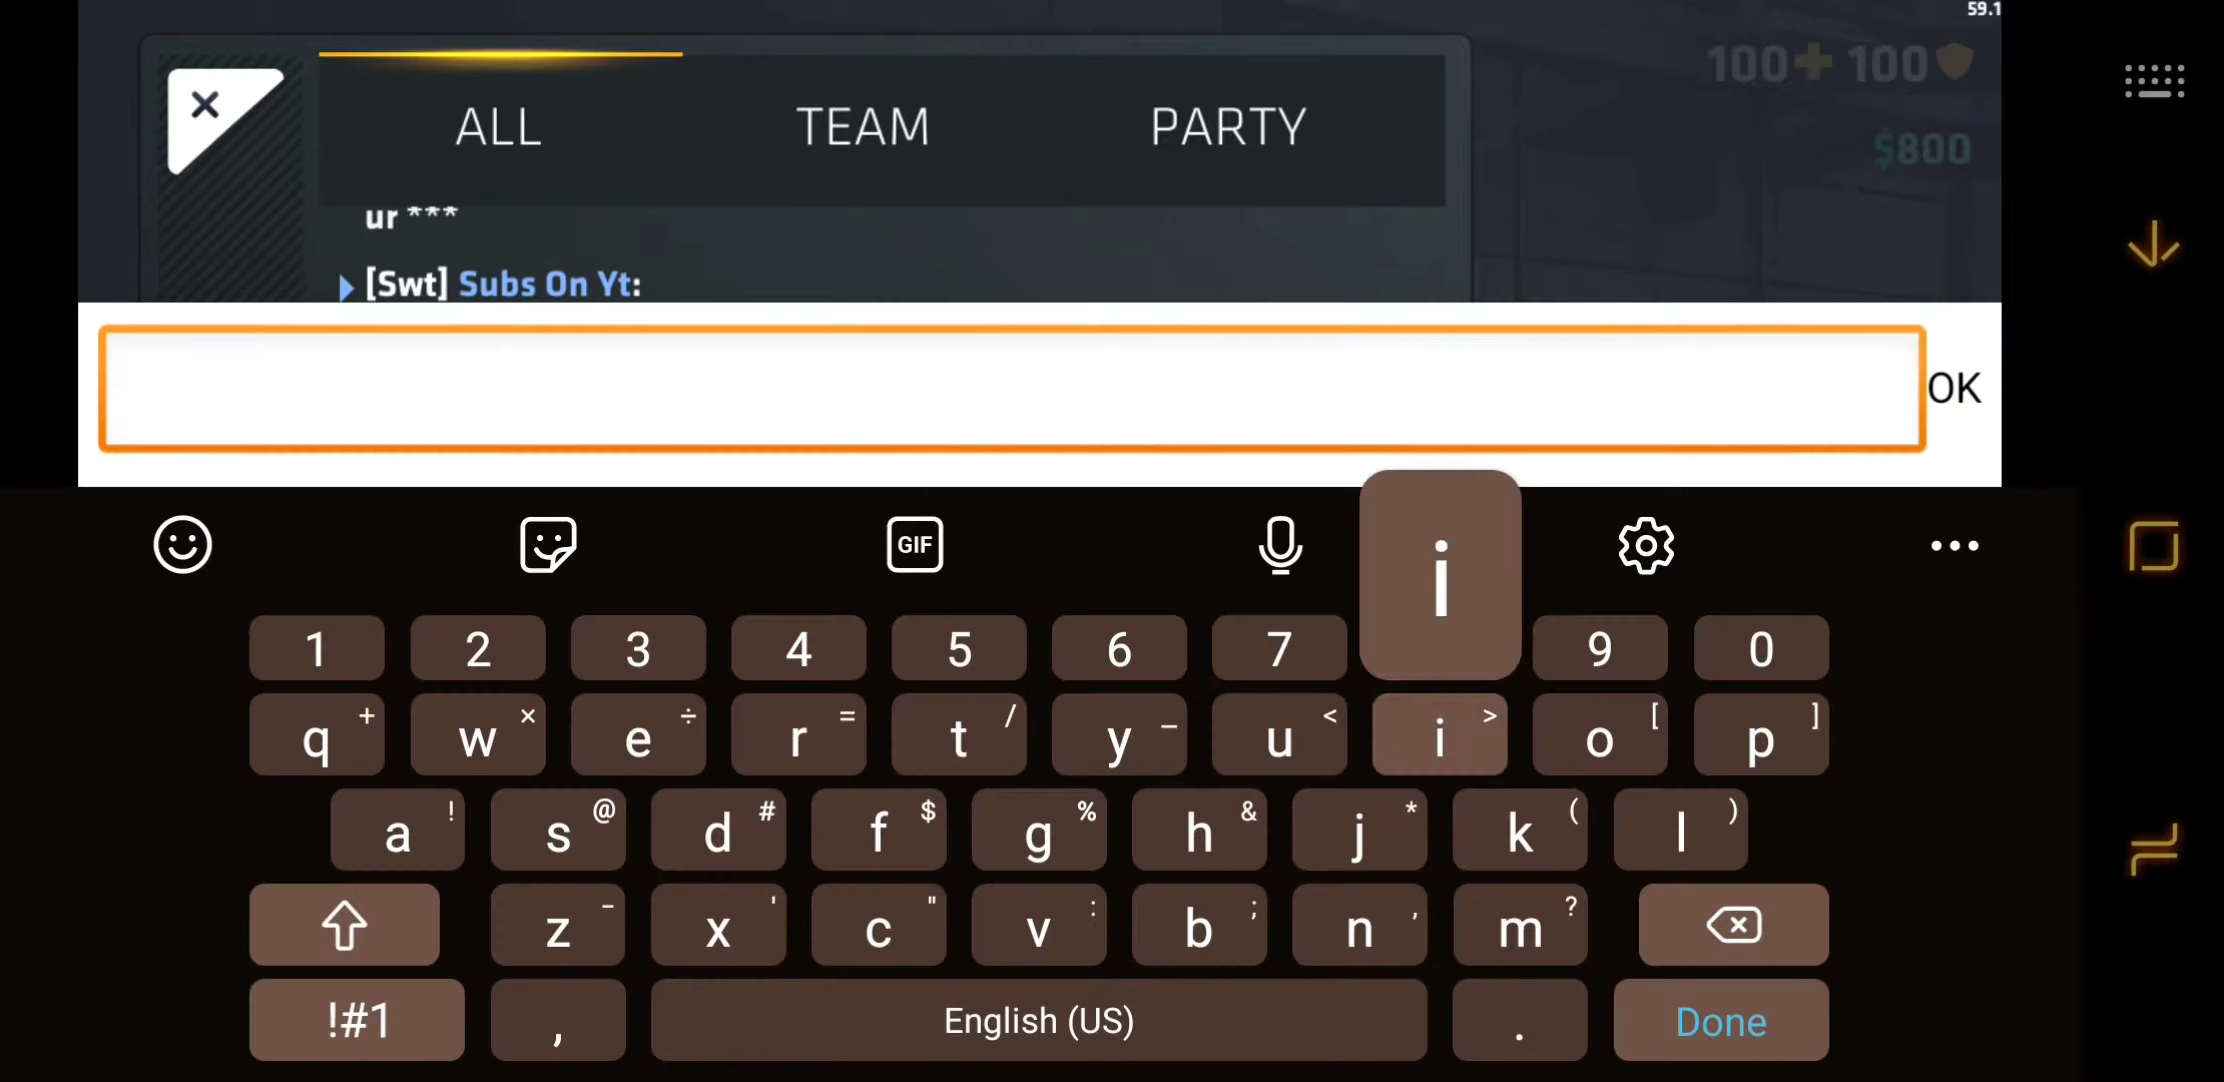 59.1
100 100
$800
ALL TEAM PARTY
ur ***
[Swt] Subs On Yt:
OK
GIF
i
1 2 3 4 5 6 7 9 0
q + w × e ÷ r = t / y _ u < i > o [ p ]
a ! s @ d # f $ g % h & j * k ( l )
z - x ' c " v : b ; n , m ?
!#1 , English (US) . Done